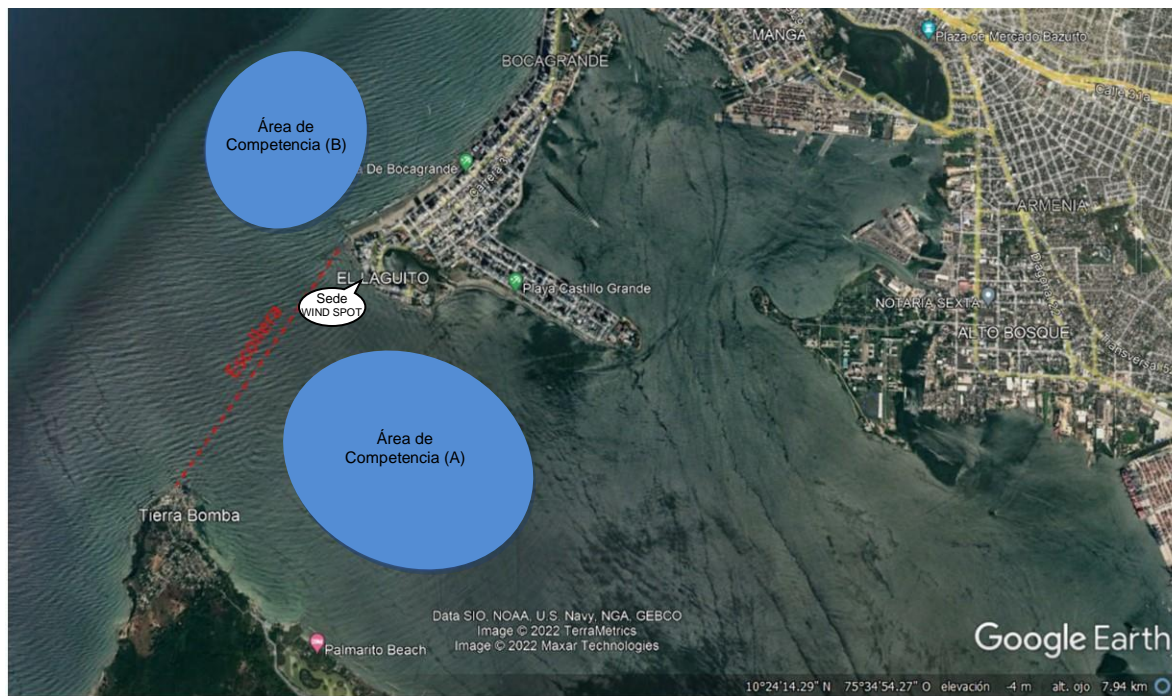 MANGA
Plaza de Mercado Bazurto
BOCAGRANDE
Calle 31a
Área de
Competencia (B)
a De Bocagrande
Carrera 3
ARMENIA
EL LAGUITO
Playa Castillo Grande
Sede
WIND SPOT
NOTARIA SEXTA
ALTO BOSQUE
Escollera
Área de
Competencia (A)
Tierra Bomba
Data SIO, NOAA, U.S. Navy, NGA, GEBCO
Image © 2022 TerraMetrics
Image © 2022 Maxar Technologies
Palmarito Beach
Google Earth
10°24'14.29" N 75°34'54.27" O elevación -4 m alt. ojo 7.94 km